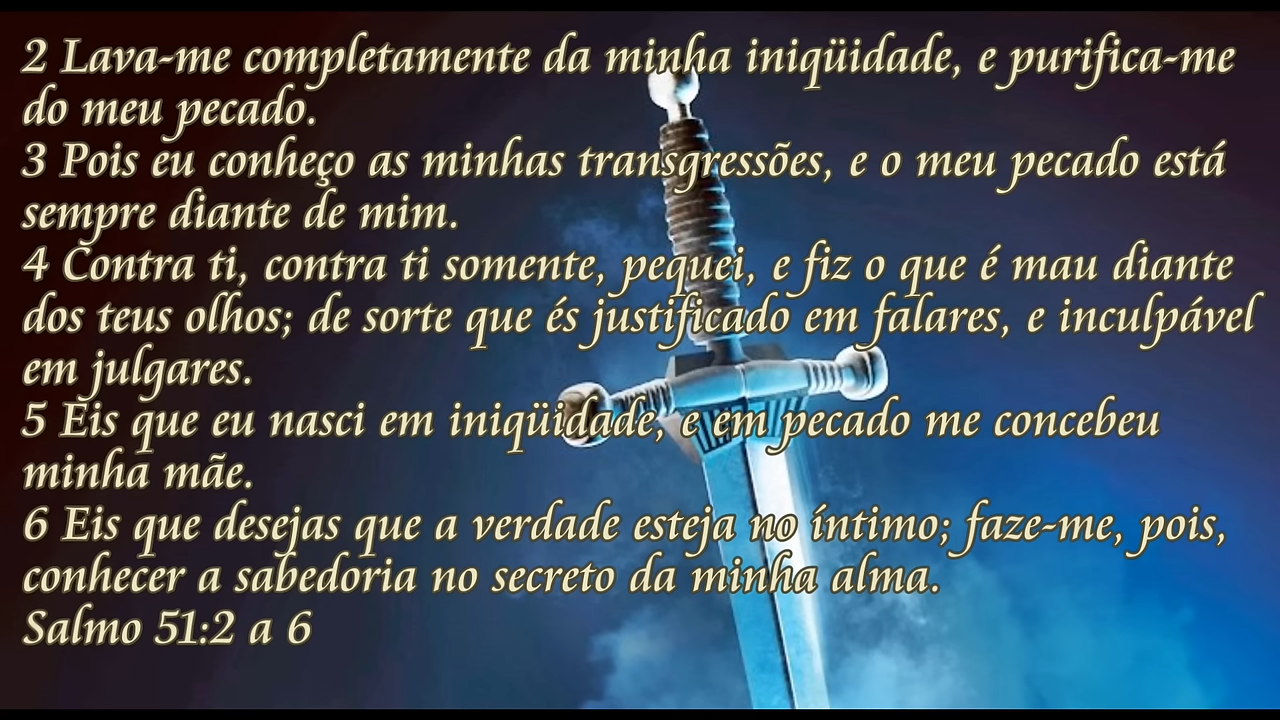 2 Lava-me completamente da minha iniqüidade, e purifica-me
do meu pecado.
3 Pois eu conheço as minhas transgressões, e o meu pecado está
sempre diante de mim.
4 Contra ti, contra ti somente, pequei, e fiz o que é mau diante
dos teus olhos; de sorte que és justificado em falares, e inculpável
em julgares.
5 Eis que eu nasci em iniqüidade, e em pecado me concebeu
minha mãe.
6 Eis que desejas que a verdade esteja no íntimo; faze-me, pois,
conhecer a sabedoria no secreto da minha alma.
Salmo 51:2 a 6